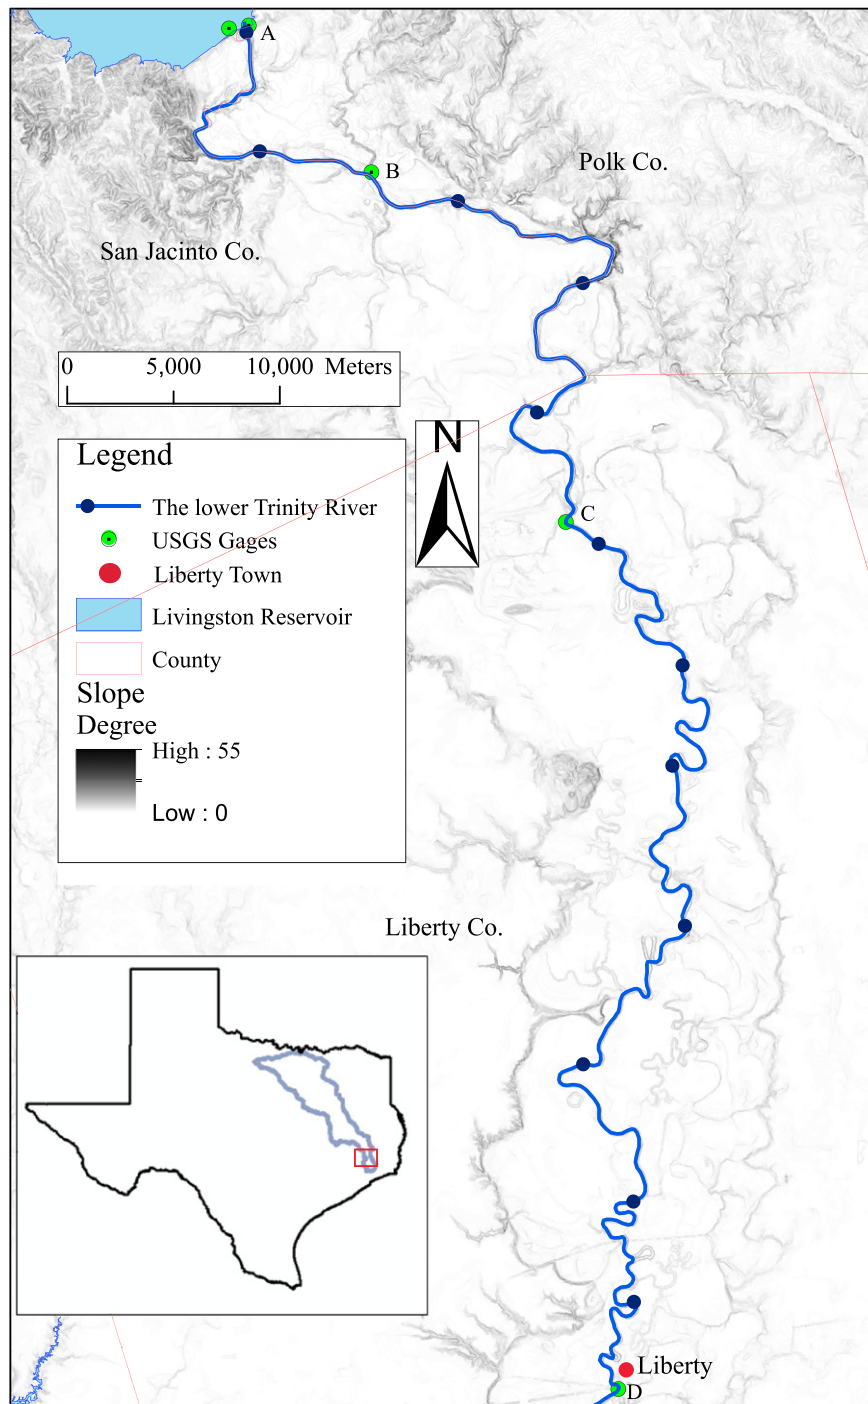 A
B
Polk Co.
San Jacinto Co.
0 5,000 10,000 Meters
N
Legend
The lower Trinity River
USGS Gages
Liberty Town
Livingston Reservoir
County
Slope
Degree
High : 55
Low : 0
C
Liberty Co.
Liberty
D